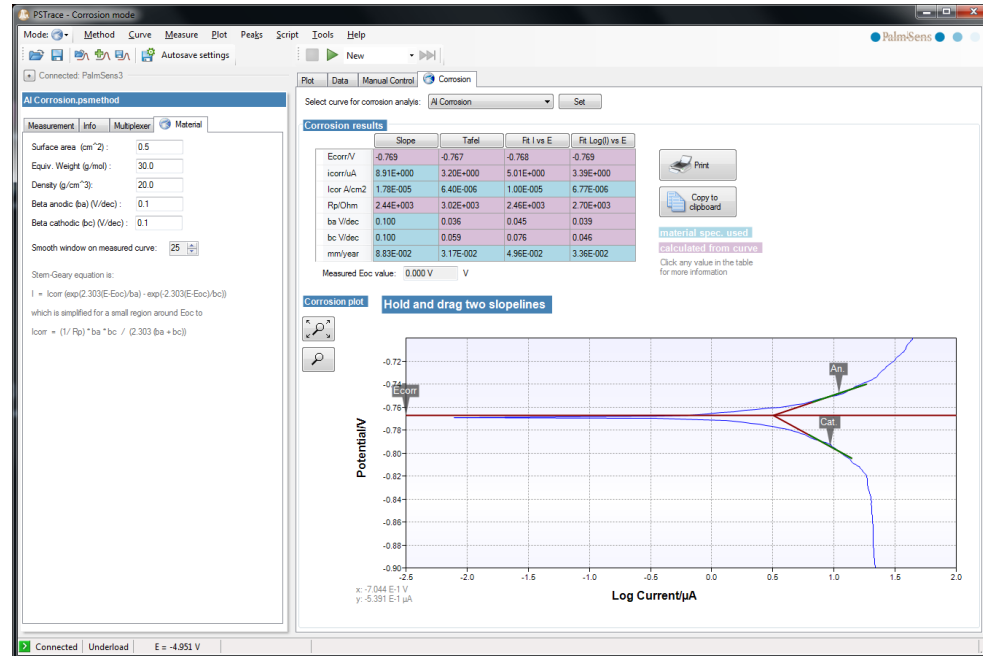 PSTrace - Corrosion mode
Mode: Method Curve Measure Plot Peaks Script Tools Help
PalmSens
Autosave settings
New
Connected: PalmSens3
Al Corrosion.psmethod
Measurement Info Multiplexer Material
Surface area (cm^2) : 0.5
Equiv. Weight (g/mol) : 30.0
Density (g/cm^3): 20.0
Beta anodic (ba) (V/dec) : 0.1
Beta cathodic (bc) (V/dec) : 0.1
Smooth window on measured curve: 25
Stern-Geary equation is:
I = Icorr (exp(2.303(E-Eoc)/ba) - exp(-2.303(E-Eoc)/bc))
which is simplified for a small region around Eoc to
Icorr = (1/ Rp) * ba * bc / (2.303 (ba + bc))
Plot Data Manual Control Corrosion
Select curve for corrosion analyis: Al Corrosion Set
Corrosion results
Slope Tafel Fit I vs E Fit Log(I) vs E
Ecorr/V -0.769 -0.767 -0.768 -0.769
icorr/uA 8.91E+000 3.20E+000 5.01E+000 3.39E+000
Icor A/cm2 1.78E-005 6.40E-006 1.00E-005 6.77E-006
Rp/Ohm 2.44E+003 3.02E+003 2.46E+003 2.70E+003
ba V/dec 0.100 0.036 0.045 0.039
bc V/dec 0.100 0.059 0.076 0.046
mm/year 8.83E-002 3.17E-002 4.96E-002 3.36E-002
Print
Copy to
clipboard
material spec. used
calculated from curve
Click any value in the table
for more information
Measured Eoc value: 0.000 V V
Corrosion plot
Hold and drag two slopelines
Ecorr
An.
Cat.
Potential/V
-0.72
-0.74
-0.76
-0.78
-0.80
-0.82
-0.84
-0.86
-0.88
-0.90
-2.5 -2.0 -1.5 -1.0 -0.5 0.0 0.5 1.0 1.5 2.0
Log Current/µA
x: -7.044 E-1 V
y: -5.391 E-1 µA
Connected Underload E = -4.951 V